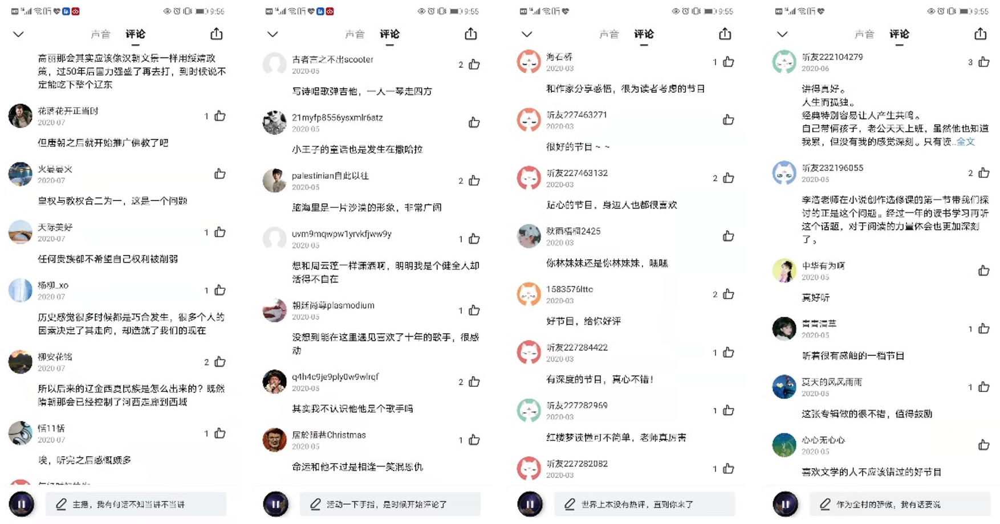 9:56
声音 评论
高丽那会其实应该像汉朝文景一样用绥靖政
策，过50年后国力强盛了再去打，到时候说不
定能吃下整个辽东
花落花开正当时
2020-07
1
但唐朝之后就开始推广佛教了吧
火晏晏火
2020-07
皇权与教权合二为一，这是一个问题
天际美好
2020-07
1
任何贵族都不希望自己权利被削弱
杨柳_xo
2020-07
1
历史感觉很多时候都是巧合发生，很多个人的
因素决定了其走向，却造就了我们的现在
柳安花铭
2020-07
2
所以后来的辽金西夏民族是怎么出来的？既然
隋朝那会已经控制了河西走廊到西域
恬11恬
2020-07
1
唉，听完之后感慨颇多
主播，我有句话不知当讲不当讲
9:55
声音 评论
古者言之不出scooter
2020-05
2
写诗唱歌弹吉他，一人一琴走四方
21myfp8556ysxmlr6atz
2020-05
小王子的童话也是发生在撒哈拉
palestinian自此以往
2020-05
2
脑海里是一片沙漠的形象，非常广阔
uvm9mqwpw1yrvkfjww9y
2020-05
1
想和周云蓬一样潇洒啊，明明我是个健全人却
活得不自在
朝廷尚尊plasmodium
2020-05
1
没想到能在这里遇见喜欢了十年的歌手，很感
动
q4h4c9je9ply0w9wlrqf
2020-05
2
其实我不认识他他是个歌手吗
居於陋巷Christmas
2020-05
1
命运和他不过是相逢一笑泯恩仇
活动一下手指，是时候开始评论了
9:55
声音 评论
海石桥
2020-03
1
和作家分享感悟，很为读者考虑的节目
听友227463271
2020-03
很好的节目~ ~
听友227463132
2020-03
2
贴心的节目，身边人也都很喜欢
秋雨梧桐2425
2020-03
你林妹妹还是你林妹妹，嘿嘿
1583576lttc
2020-03
2
好节目，给你好评
听友227284422
2020-03
1
有深度的节目，真心不错！
听友227282969
2020-03
1
红楼梦读懂可不简单，老师真厉害
听友227282082
2020-03
1
世界上本没有热评，直到你来了
9:55
声音 评论
听友222104279
2020-06
3
讲得真好。
人生而孤独。
经典特别容易让人产生共鸣。
自己带俩孩子，老公天天上班，虽然他也知道
我累，但没有我的感觉深刻。只有读..全文
听友232196055
2020-05
2
李浩老师在小说创作选修课的第一节带我们探
讨的正是这个问题。经过一年的读书学习再听
这个话题，对于阅读的力量体会也更加深刻
了。
中华有为啊
2020-05
真好听
青青清草
2020-05
1
听着很有感触的一档节目
夏天的风风雨雨
2020-05
1
这张专辑做的很不错，值得鼓励
心心无心心
2020-05
喜欢文学的人不应该错过的好节目
作为全村的骄傲，我有话要说